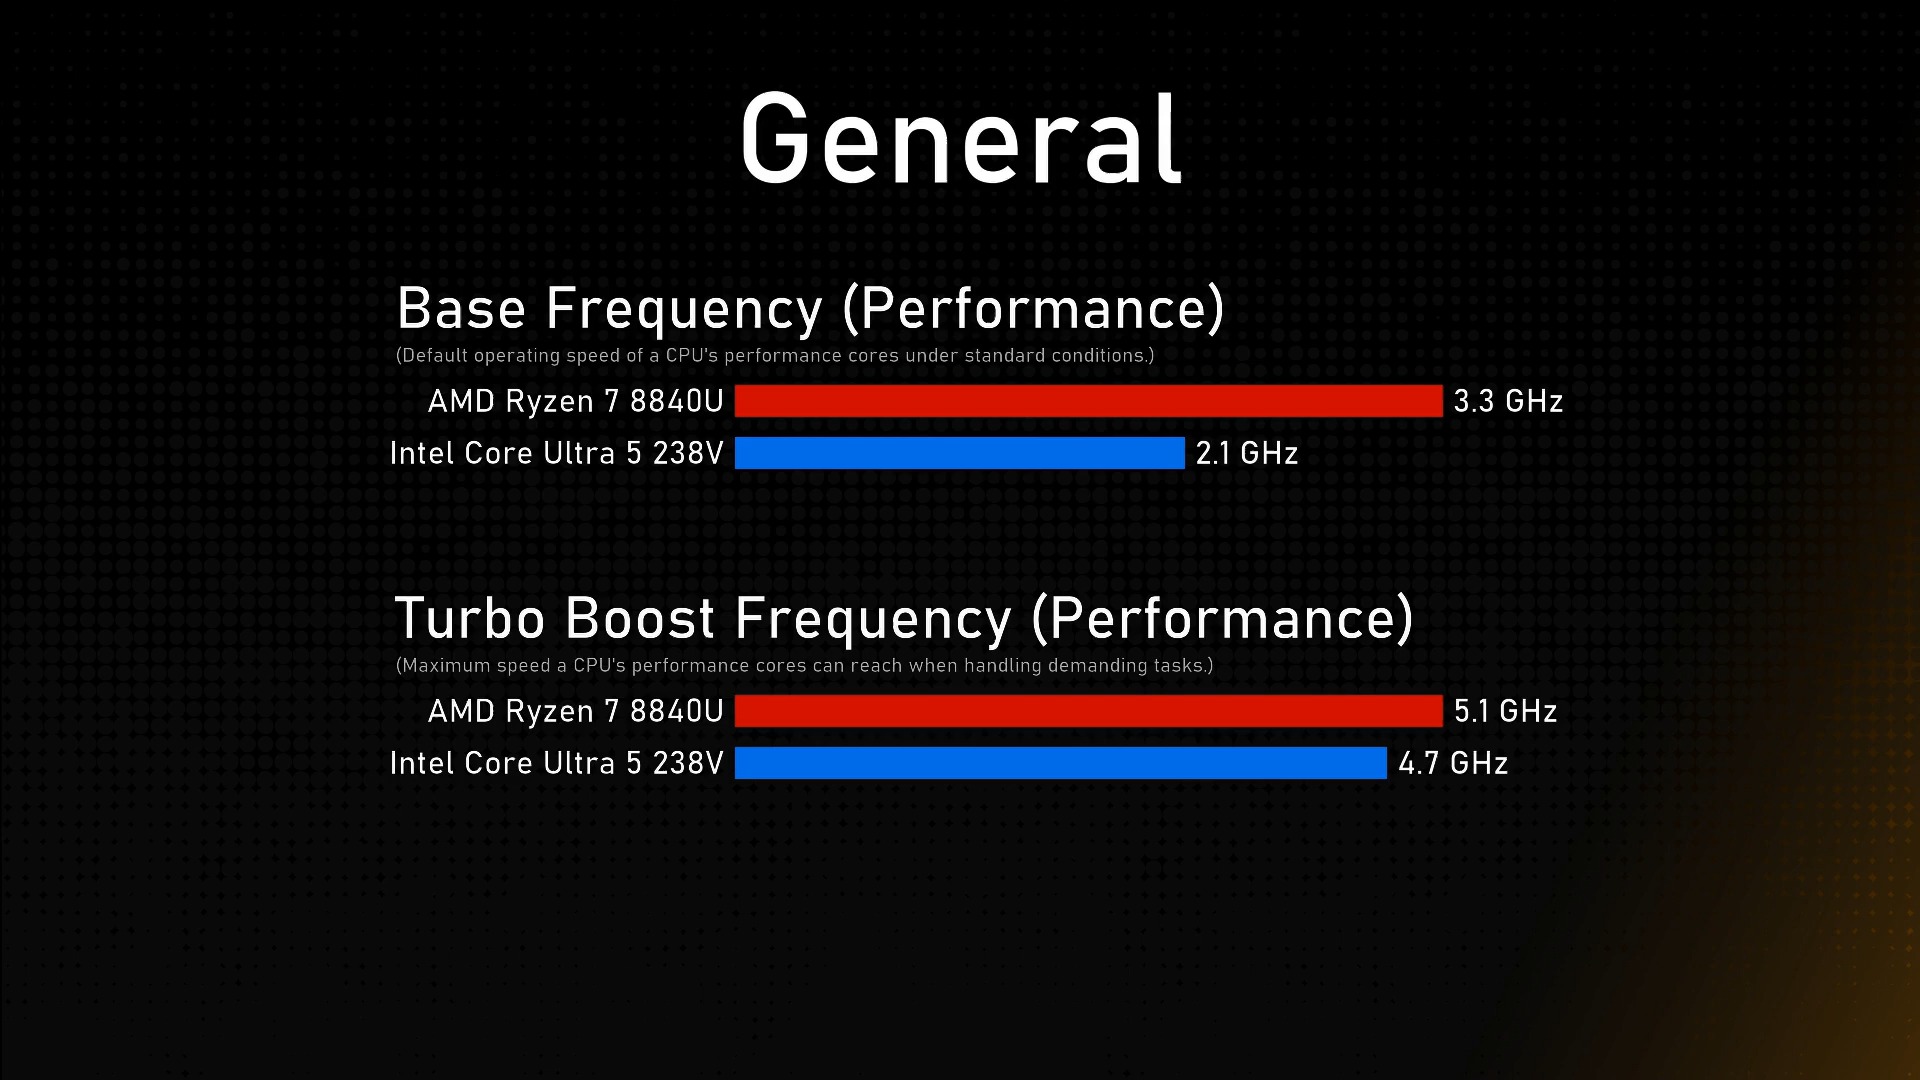 General
Base Frequency (Performance)
(Default operating speed of a CPU's performance cores under standard conditions.)
AMD Ryzen 7 8840U 3.3 GHz
Intel Core Ultra 5 238V 2.1 GHz
Turbo Boost Frequency (Performance)
(Maximum speed a CPU's performance cores can reach when handling demanding tasks.)
AMD Ryzen 7 8840U 5.1 GHz
Intel Core Ultra 5 238V 4.7 GHz